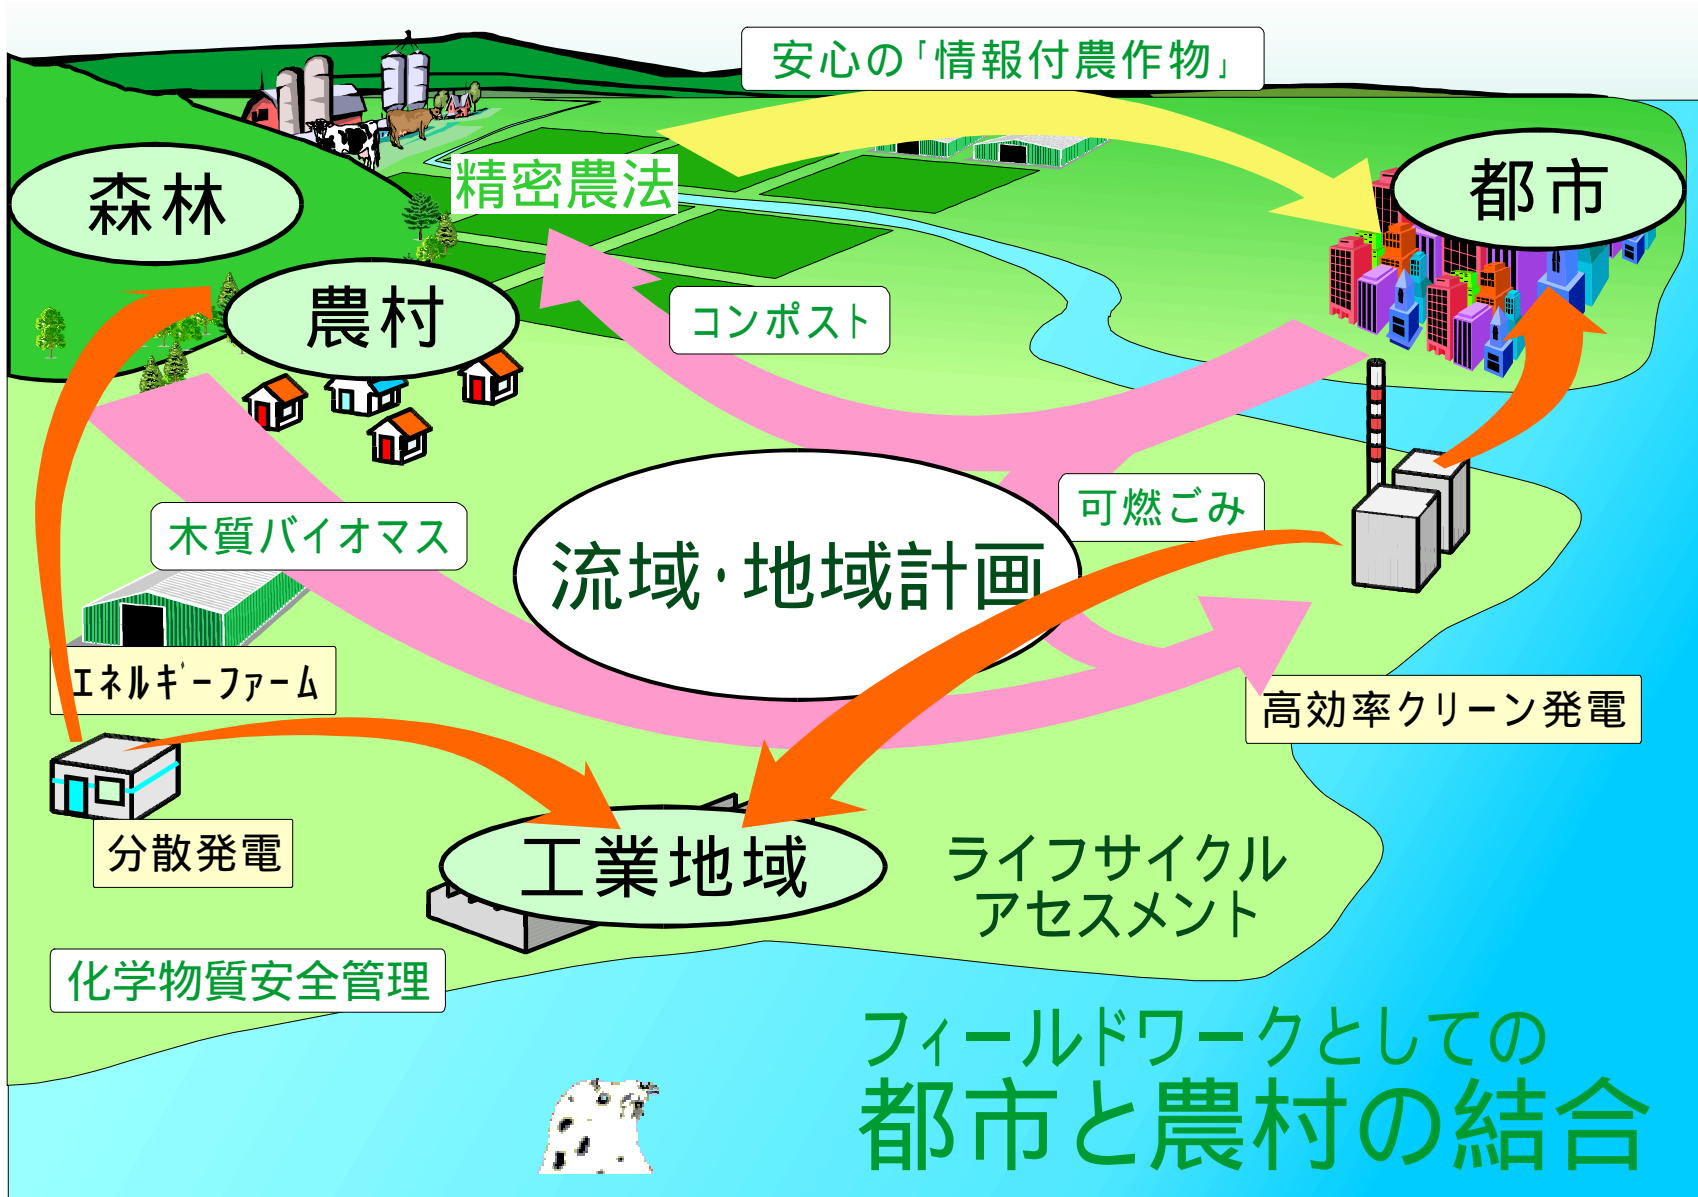 安心の「情報付農作物」
森林
精密農法
都市
農村
コンポスト
可燃ごみ
木質バイオマス
流域・地域計画
エネルギーファーム
高効率クリーン発電
分散発電
工業地域
ライフサイクル
アセスメント
化学物質安全管理
フィールドワークとしての
都市と農村の結合